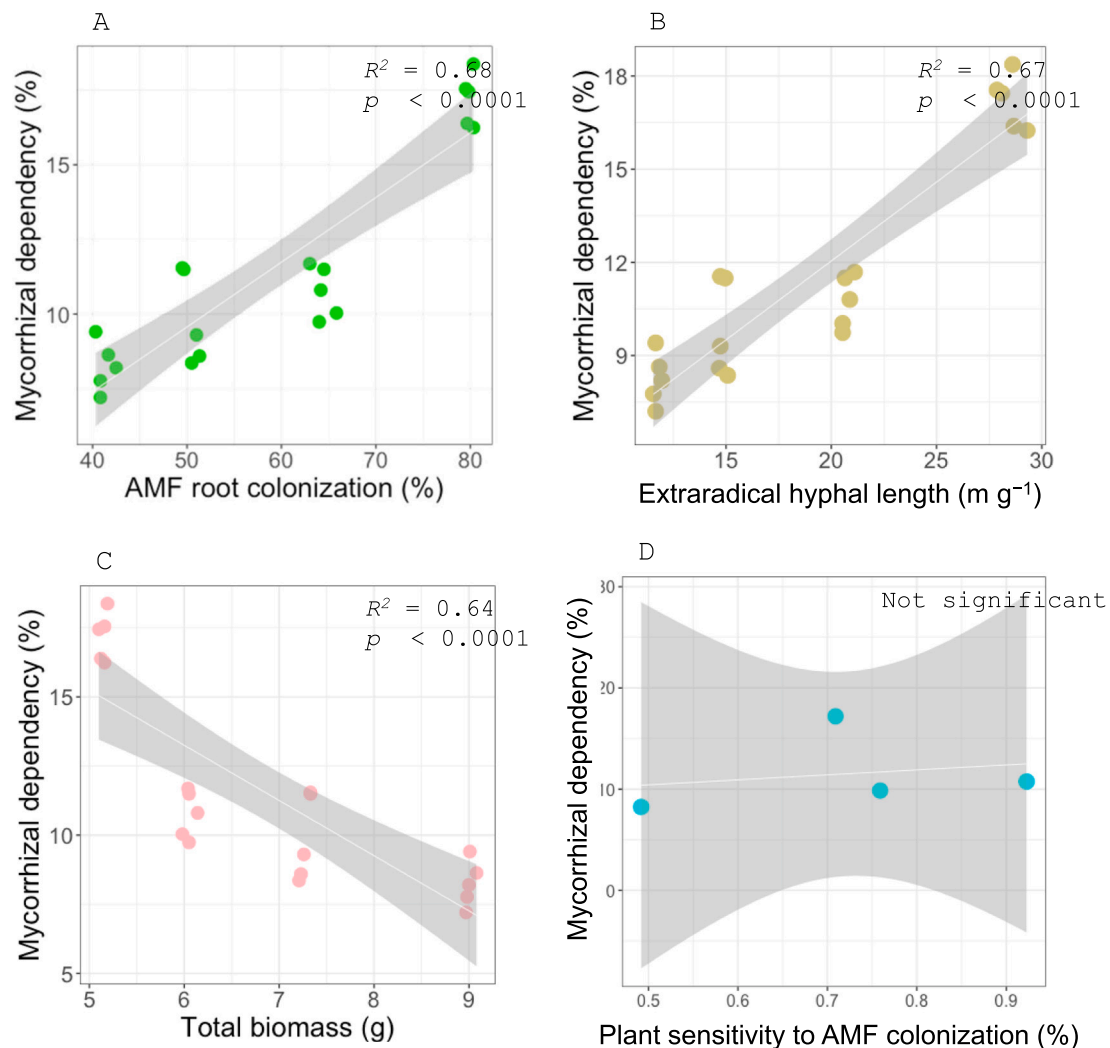 A
R² = 0.68
p < 0.0001
Mycorrhizal dependency (%)
15
10
40 50 60 70 80
AMF root colonization (%)
B
R² = 0.67
p < 0.0001
Mycorrhizal dependency (%)
18
15
12
9
15 20 25 30
Extraradical hyphal length (m g⁻¹)
C
R² = 0.64
p < 0.0001
Mycorrhizal dependency (%)
15
10
5
5 6 7 8 9
Total biomass (g)
D
Not significant
Mycorrhizal dependency (%)
30
20
10
0
0.5 0.6 0.7 0.8 0.9
Plant sensitivity to AMF colonization (%)